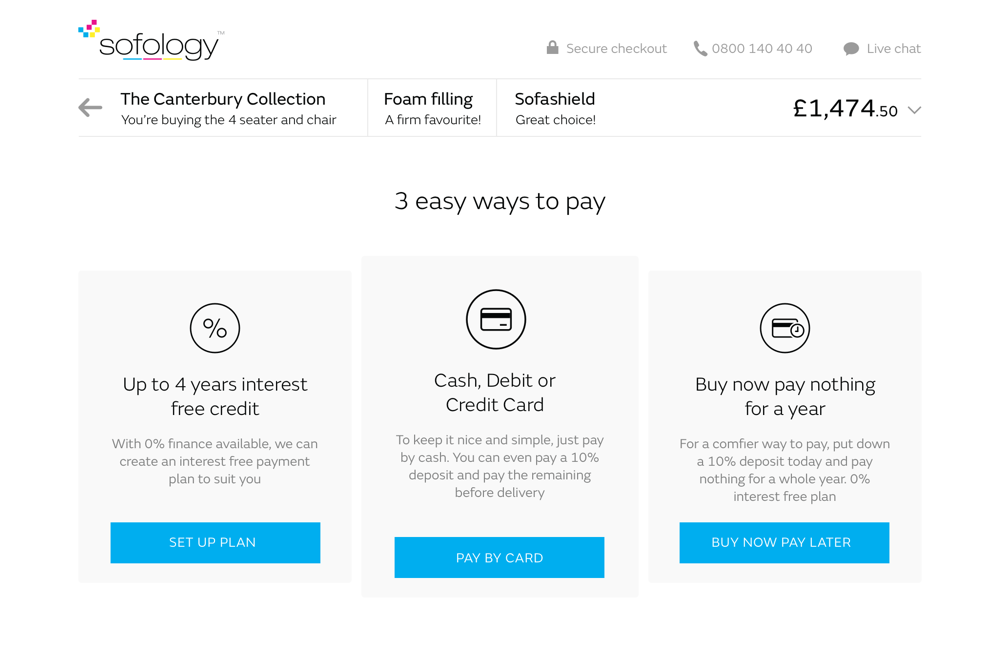 sofology™
Secure checkout
0800 140 40 40
Live chat
The Canterbury Collection
You're buying the 4 seater and chair
Foam filling
A firm favourite!
Sofashield
Great choice!
£1,474.50
3 easy ways to pay
%
Up to 4 years interest
free credit
With 0% finance available, we can
create an interest free payment
plan to suit you
SET UP PLAN
Cash, Debit or
Credit Card
To keep it nice and simple, just pay
by cash. You can even pay a 10%
deposit and pay the remaining
before delivery
PAY BY CARD
Buy now pay nothing
for a year
For a comfier way to pay, put down
a 10% deposit today and pay
nothing for a whole year. 0%
interest free plan
BUY NOW PAY LATER